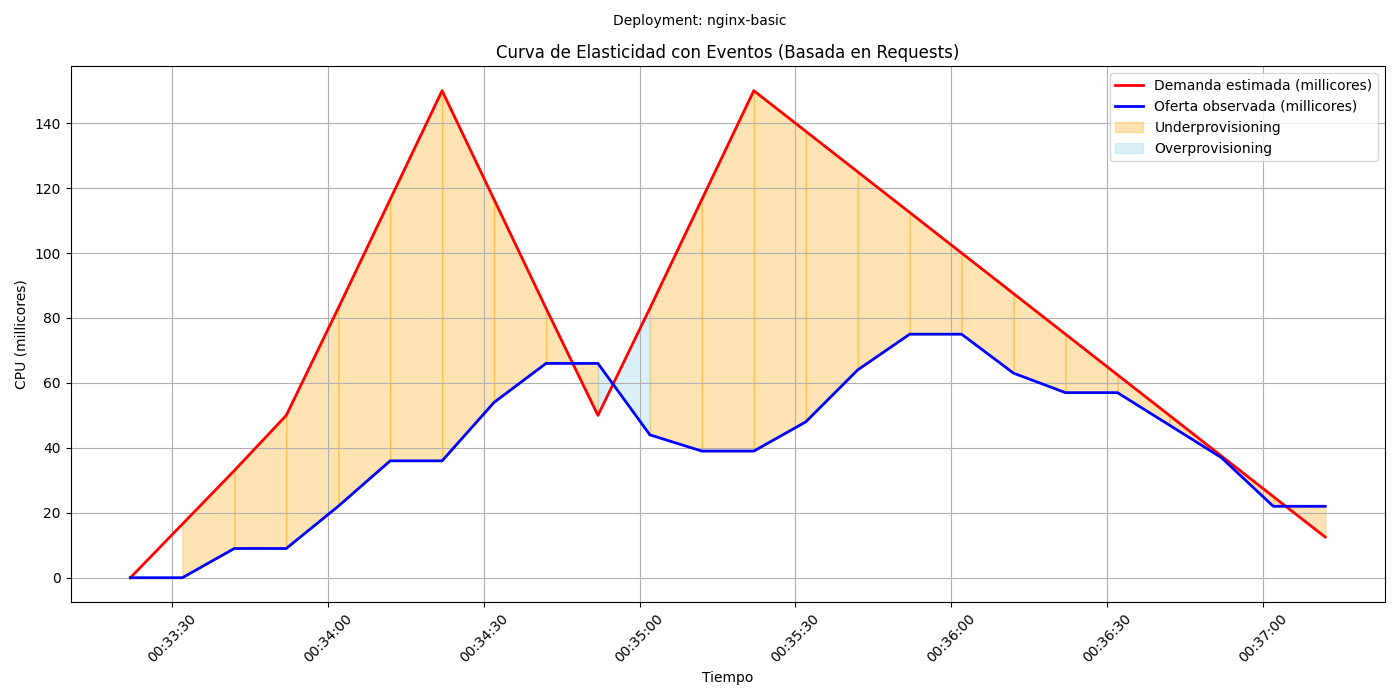 Deployment: nginx-basic
Curva de Elasticidad con Eventos (Basada en Requests)
Demanda estimada (millicores)
Oferta observada (millicores)
Underprovisioning
Overprovisioning
CPU (millicores)
140
120
100
80
60
40
20
0
00:33:30
00:34:00
00:34:30
00:35:00
00:35:30
00:36:00
00:36:30
00:37:00
Tiempo